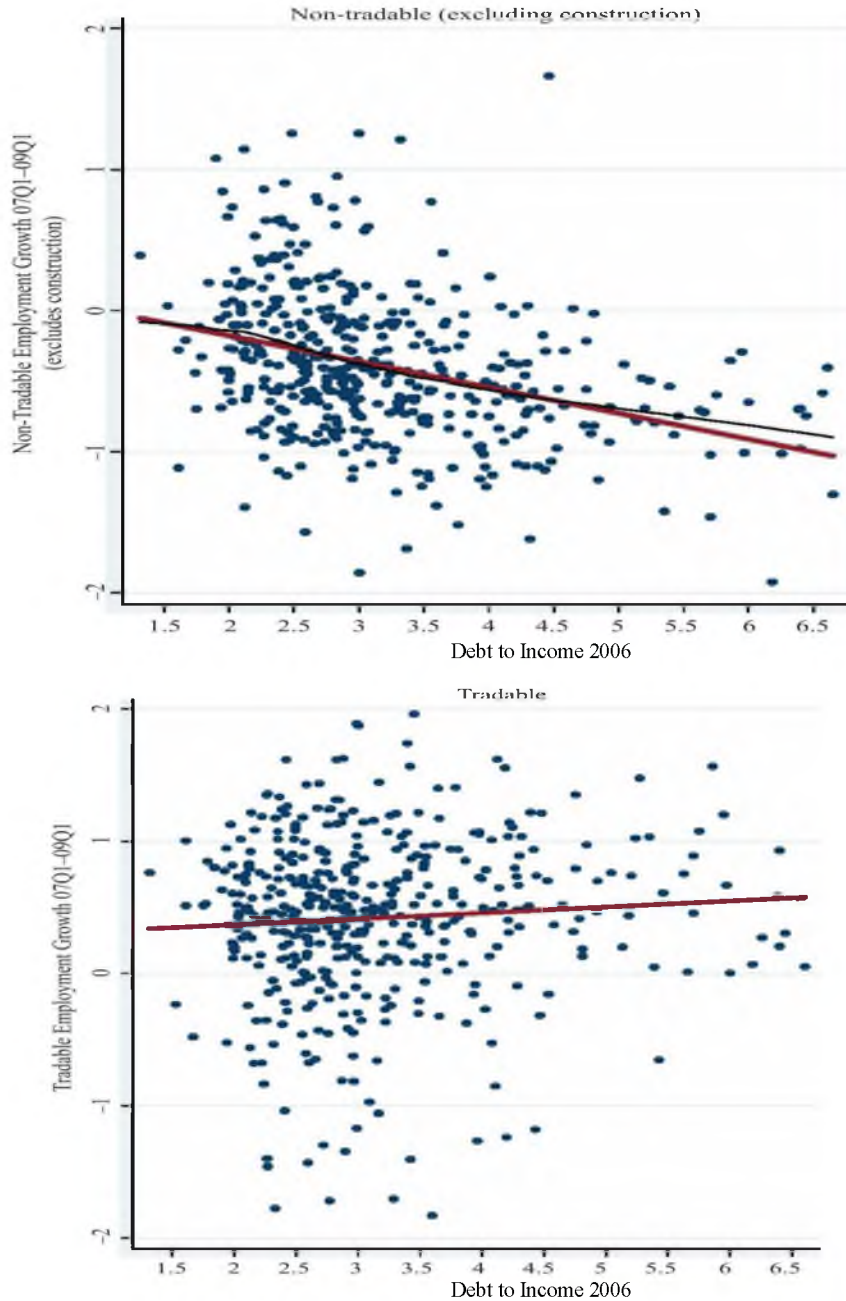 Non-tradable (excluding construction)
Non-Tradable Employment Growth 07Q1–09Q1
(excludes construction)
2
1
0
-1
-2
1.5 2 2.5 3 3.5 4 4.5 5 5.5 6 6.5
Debt to Income 2006
Tradable
Tradable Employment Growth 07Q1–09Q1
2
1
0
-1
-2
1.5 2 2.5 3 3.5 4 4.5 5 5.5 6 6.5
Debt to Income 2006